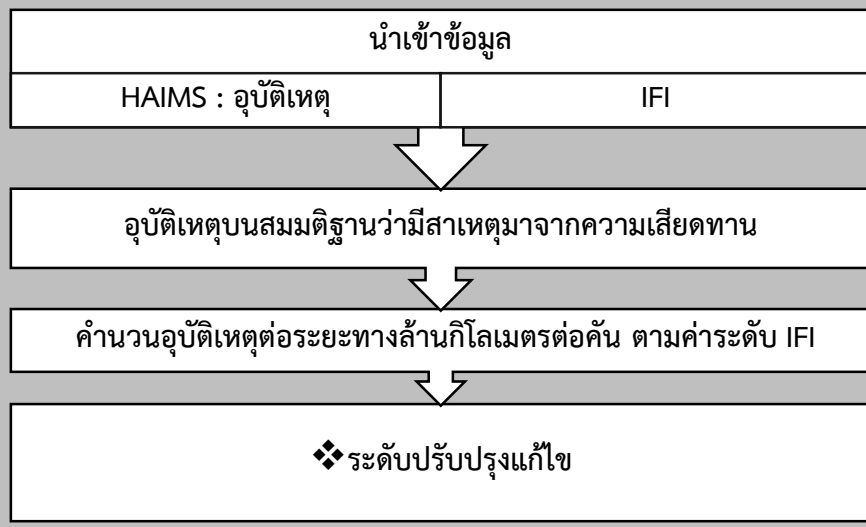 นำเข้าข้อมูล
HAIMS : อุบัติเหตุ
IFI
อุบัติเหตุบนสมมติฐานว่ามีสาเหตุมาจากความเสียดทาน
คำนวนอุบัติเหตุต่อระยะทางล้านกิโลเมตรต่อคัน ตามค่าระดับ IFI
❖ระดับปรับปรุงแก้ไข